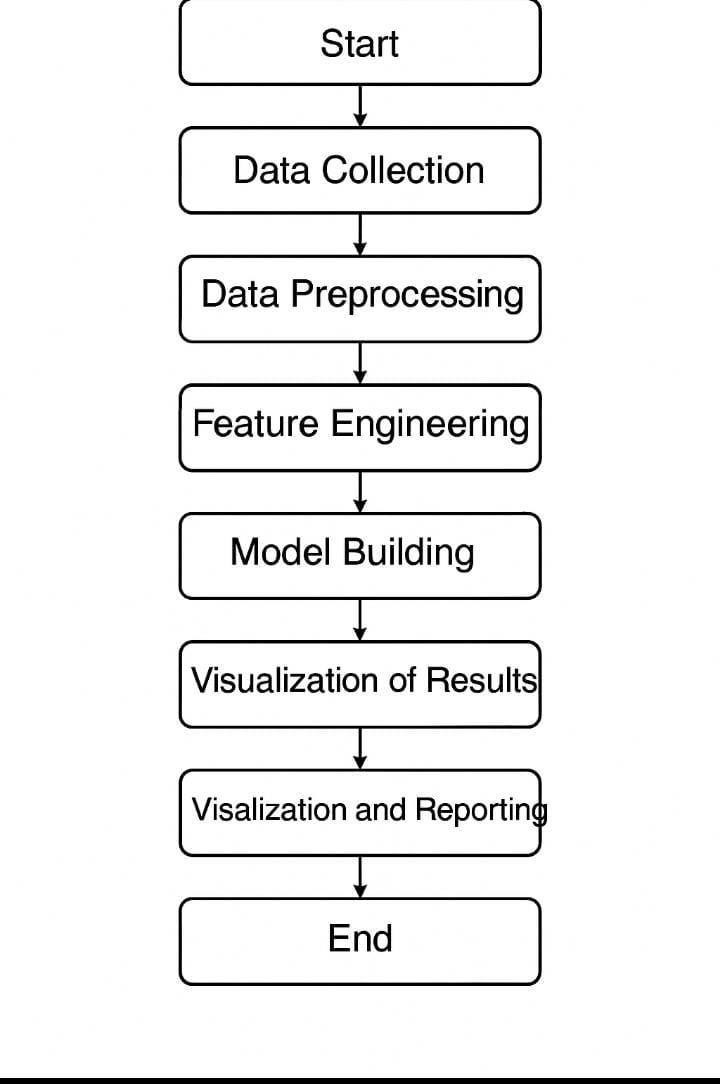 Start
Data Collection
Data Preprocessing
Feature Engineering
Model Building
Visualization of Results
Visalization and Reporting
End